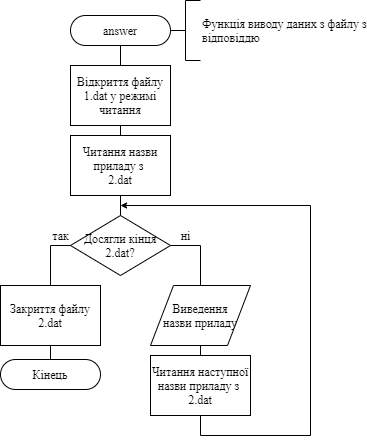 answer
Функція виводу даних з файлу з
відповіддю
Відкриття файлу
1.dat у режимі
читання
Читання назви
приладу з
2.dat
так
Досягли кінця
2.dat?
ні
Закриття файлу
2.dat
Виведення
назви приладу
Кінець
Читання наступної
назви приладу з
2.dat